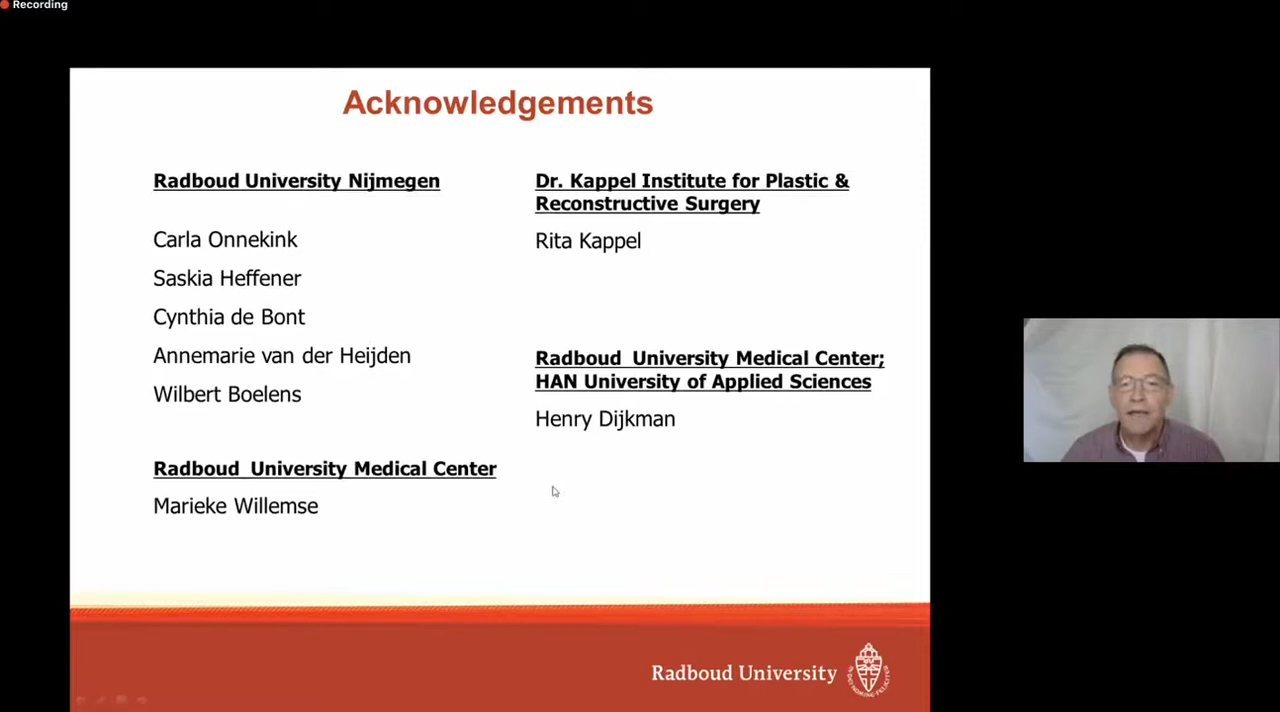 Recording
Acknowledgements
Radboud University Nijmegen
Carla Onnekink
Saskia Heffener
Cynthia de Bont
Annemarie van der Heijden
Wilbert Boelens
Radboud University Medical Center
Marieke Willemse
Dr. Kappel Institute for Plastic &
Reconstructive Surgery
Rita Kappel
Radboud University Medical Center;
HAN University of Applied Sciences
Henry Dijkman
Radboud University